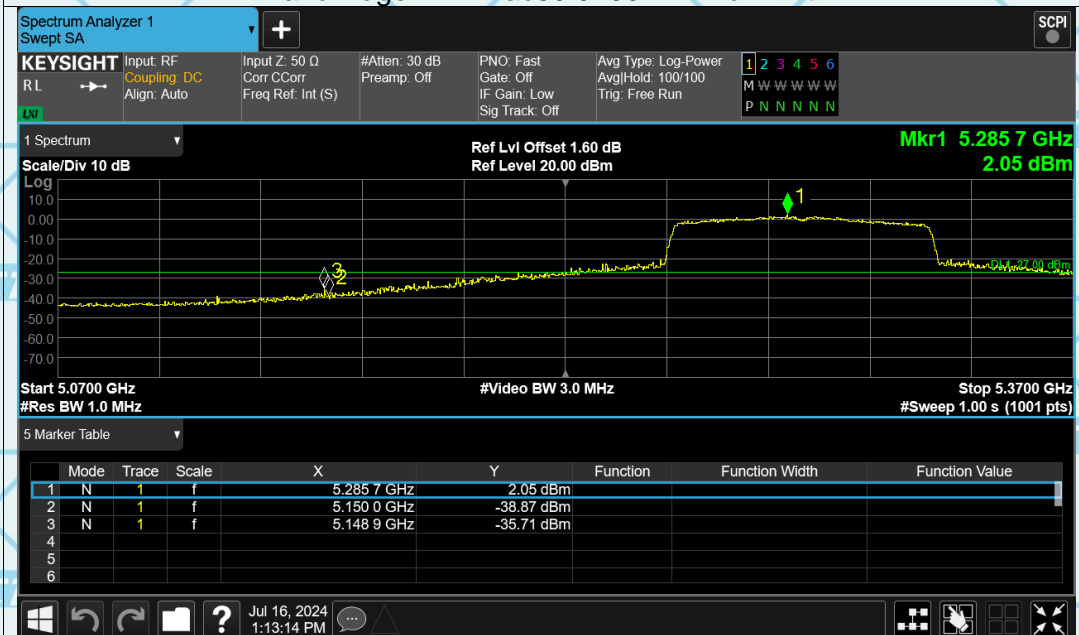 Spectrum Analyzer 1
Swept SA
+
SCPI
KEYSIGHT
RL
LXI
Input: RF
Coupling: DC
Align: Auto
Input Z: 50 Ω
Corr CCorr
Freq Ref: Int (S)
#Atten: 30 dB
Preamp: Off
PNO: Fast
Gate: Off
IF Gain: Low
Sig Track: Off
Avg Type: Log-Power
Avg|Hold: 100/100
Trig: Free Run
1 2 3 4 5 6
M W W W W W
P N N N N N
1 Spectrum
Scale/Div 10 dB
Ref Lvl Offset 1.60 dB
Ref Level 20.00 dBm
Mkr1 5.285 7 GHz
2.05 dBm
Log
10.0
0.00
-10.0
-20.0
-30.0
-40.0
-50.0
-60.0
-70.0
1
3
2
DL1 -27.00 dBm
Start 5.0700 GHz
#Res BW 1.0 MHz
#Video BW 3.0 MHz
Stop 5.3700 GHz
#Sweep 1.00 s (1001 pts)
5 Marker Table
Mode Trace Scale X Y Function Function Width Function Value
1 N 1 f 5.285 7 GHz 2.05 dBm
2 N 1 f 5.150 0 GHz -38.87 dBm
3 N 1 f 5.148 9 GHz -35.71 dBm
4
5
6
?
Jul 16, 2024
1:13:14 PM